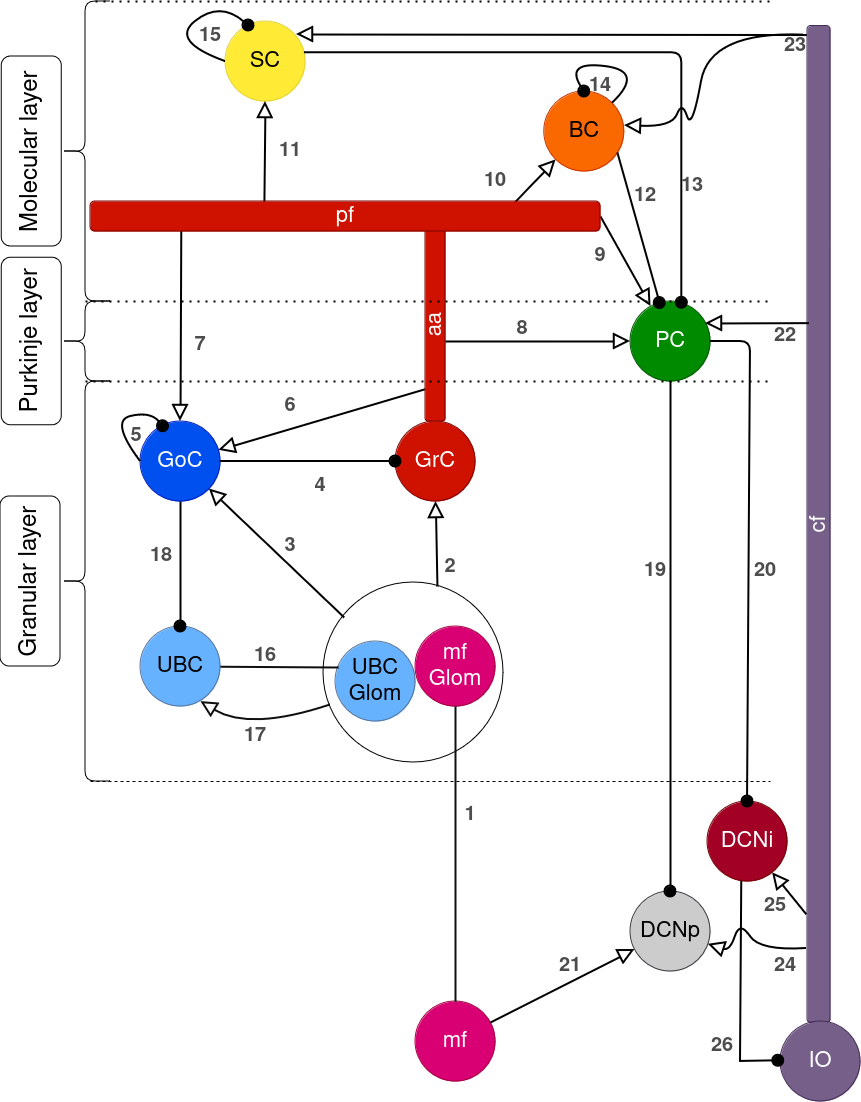 15
SC
23
14
BC
11
10
12
13
Molecular layer
pf
9
Purkinje layer
aa
8
PC
22
7
6
5
GoC
4
GrC
cf
Granular layer
18
3
2
19
20
UBC
16
UBC
Glom
mf
Glom
17
1
DCNi
25
DCNp
24
21
mf
26
IO